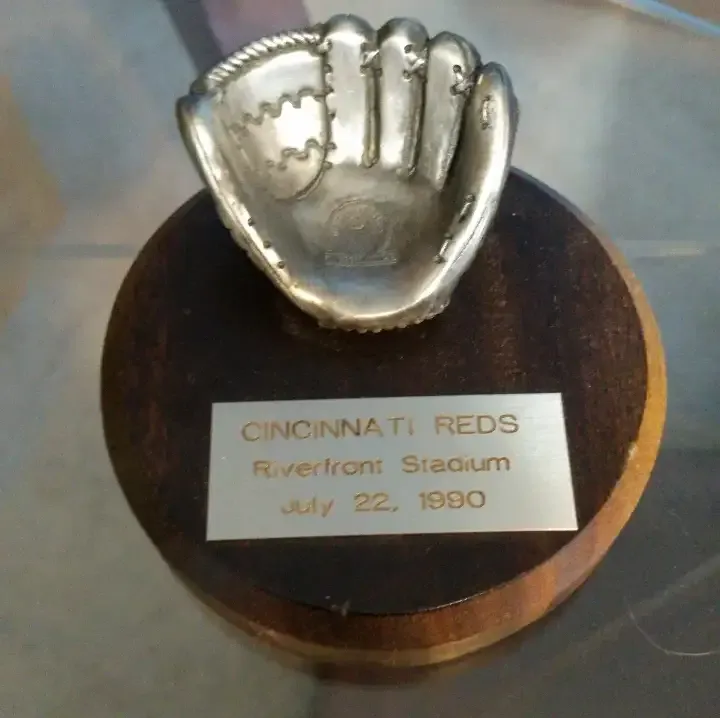 CINCINNATI REDS
Riverfront Stadium
July 22, 1990